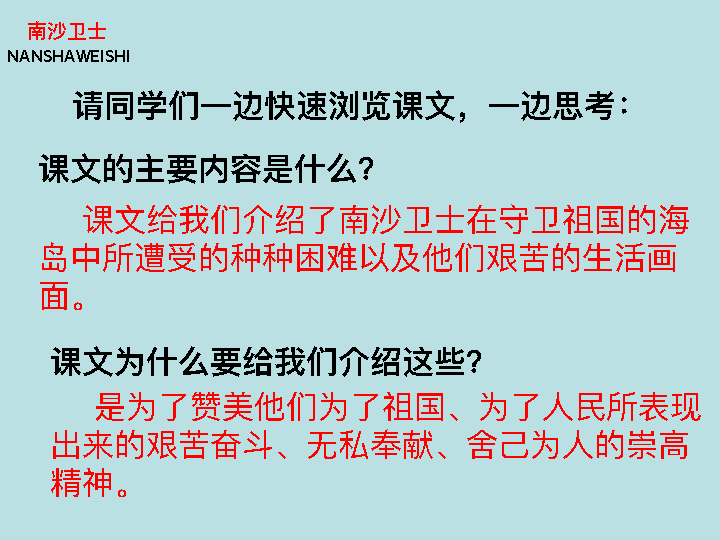 南沙卫士
NANSHAWEISHI
请同学们一边快速浏览课文，一边思考：
课文的主要内容是什么？
课文给我们介绍了南沙卫士在守卫祖国的海
岛中所遭受的种种困难以及他们艰苦的生活画
面。
课文为什么要给我们介绍这些？
是为了赞美他们为了祖国、为了人民所表现
出来的艰苦奋斗、无私奉献、舍己为人的崇高
精神。